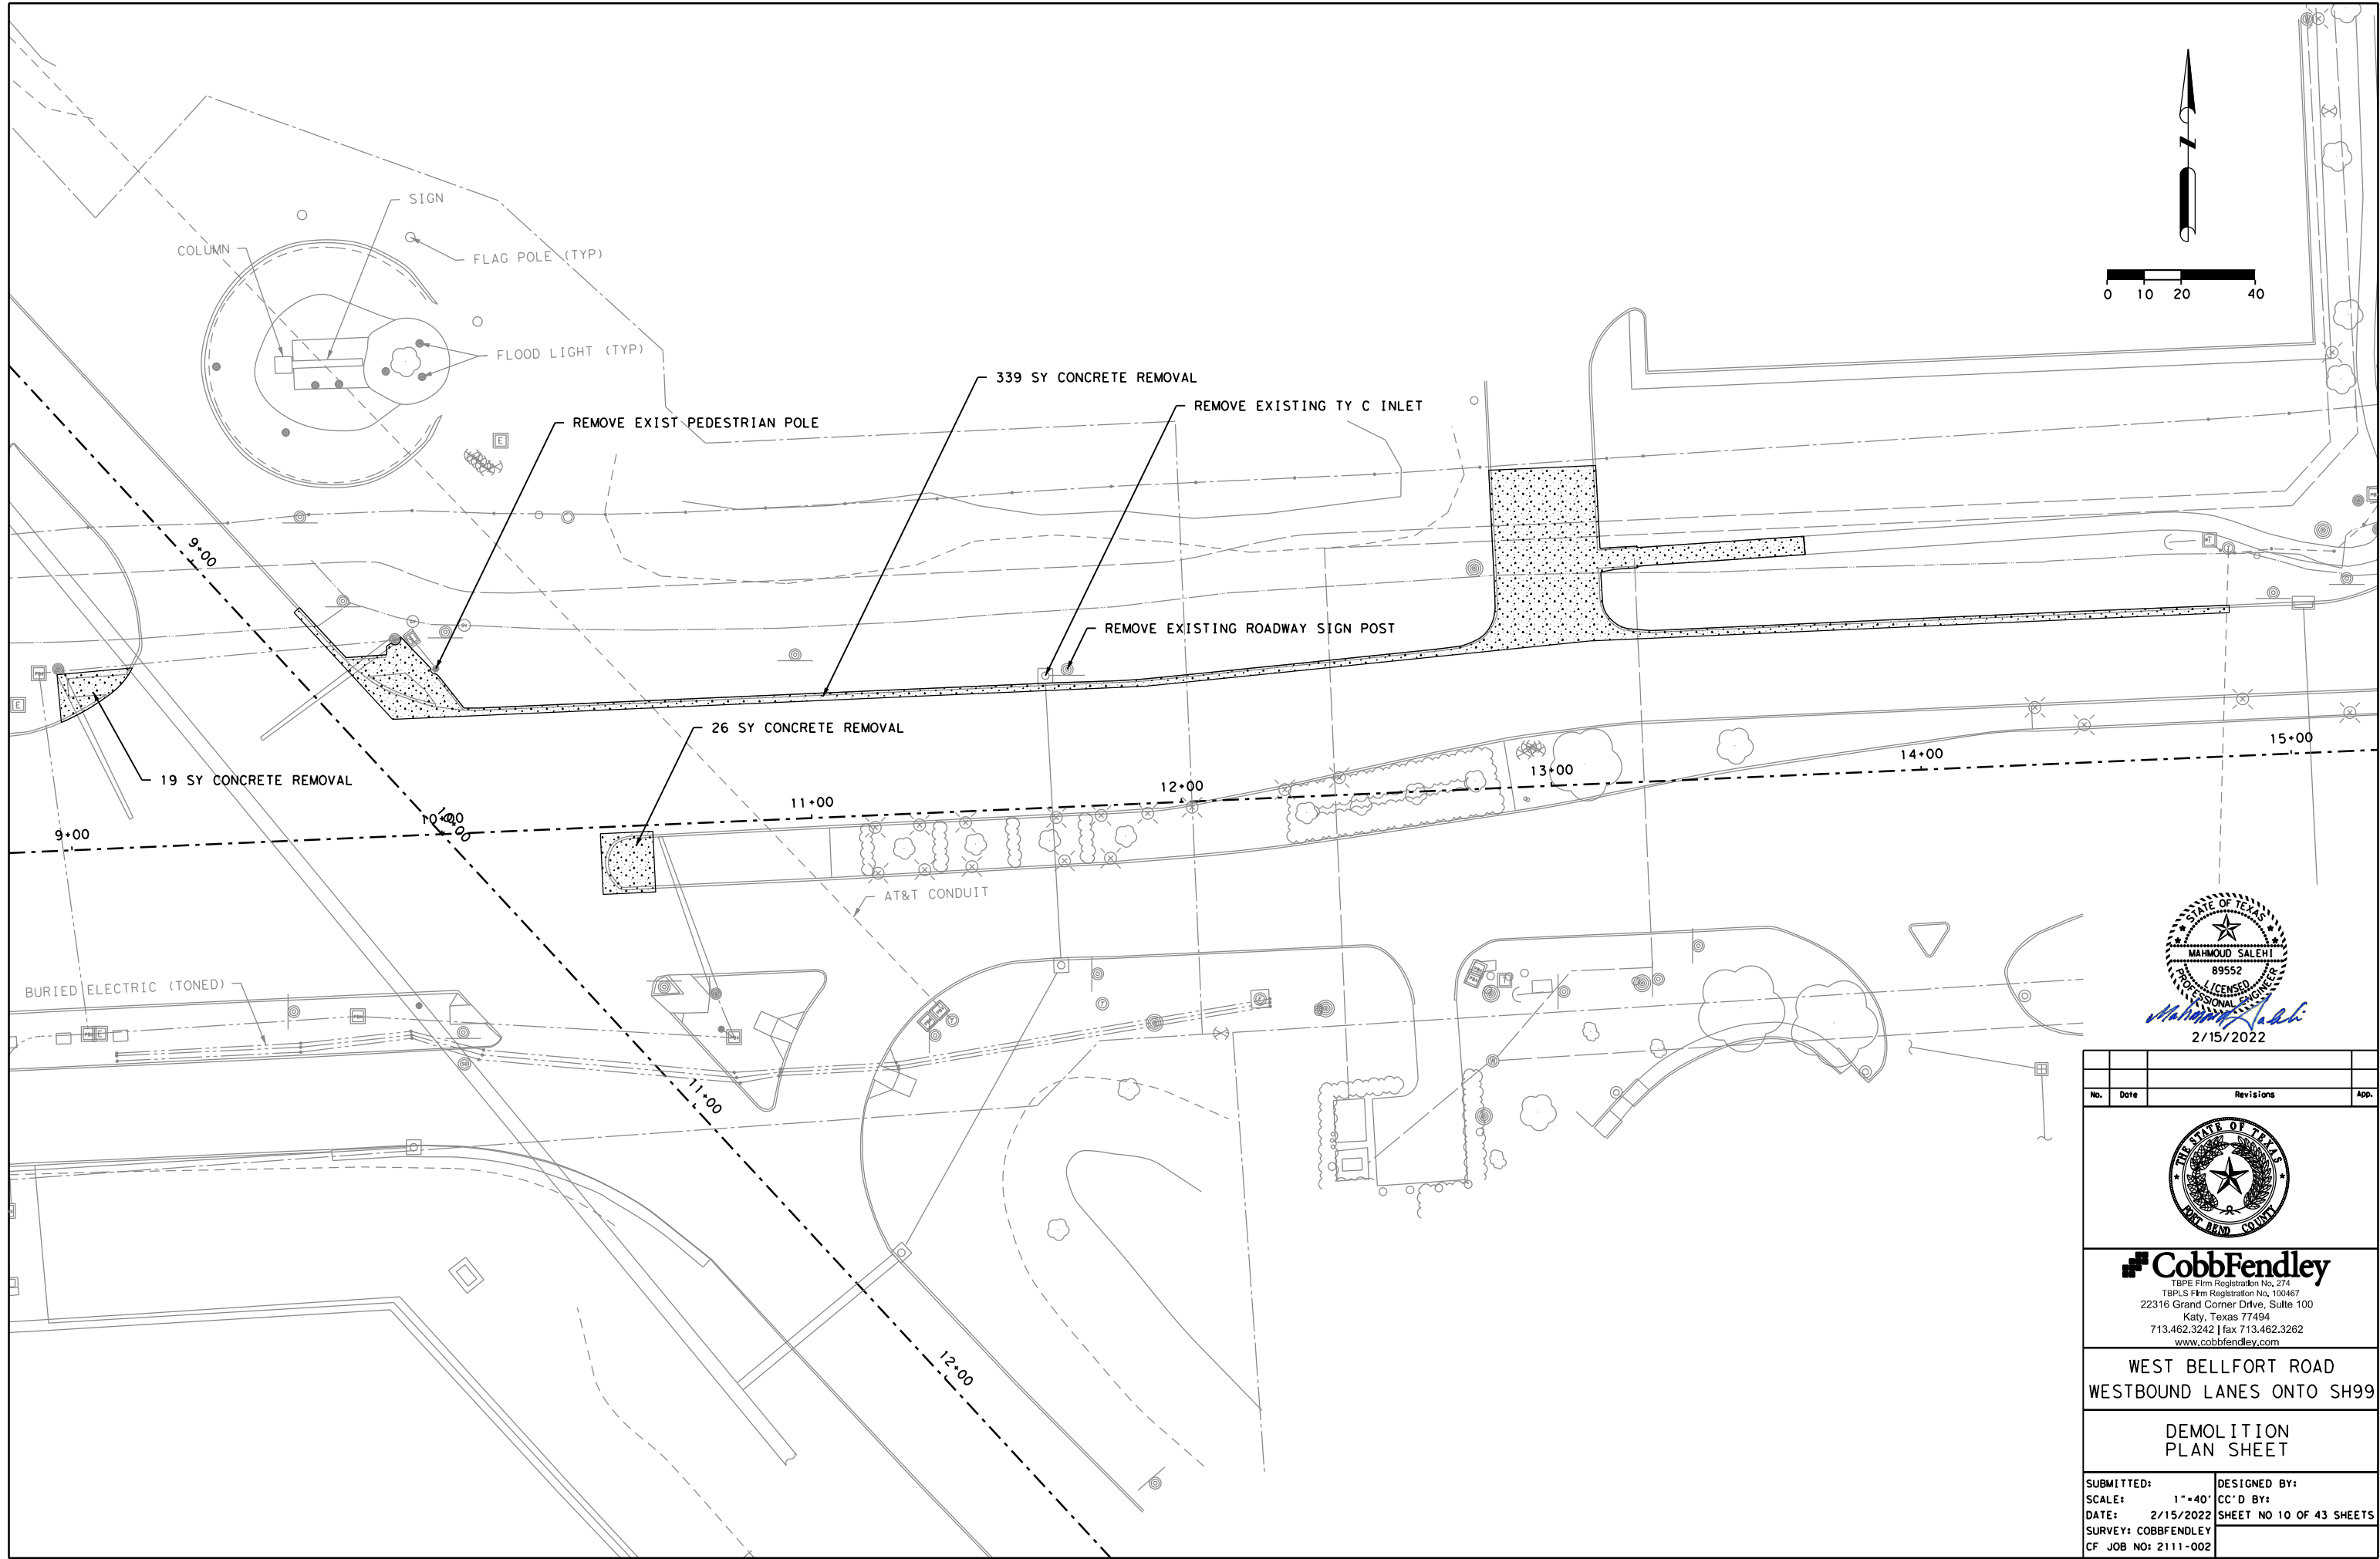 SIGN
COLUMN
FLAG POLE (TYP)
FLOOD LIGHT (TYP)
0 10 20 40
339 SY CONCRETE REMOVAL
REMOVE EXISTING TY C INLET
REMOVE EXIST PEDESTRIAN POLE
E
9+00
REMOVE EXISTING ROADWAY SIGN POST
E
26 SY CONCRETE REMOVAL
19 SY CONCRETE REMOVAL
15+00
14+00
13+00
12+00
11+00
10+00
10+00
9+00
AT&T CONDUIT
BURIED ELECTRIC (TONED)
E
11+00
12+00
STATE OF TEXAS
MAHMOUD SALEHI
89552
LICENSED
PROFESSIONAL ENGINEER
Mahmoud Salehi
2/15/2022
No. Date Revisions App.
THE STATE OF TEXAS
FORT BEND COUNTY
CobbFendley
TBPE Firm Registration No. 274
TBPLS Firm Registration No. 100467
22316 Grand Corner Drive, Suite 100
Katy, Texas 77494
713.462.3242 | fax 713.462.3262
www.cobbfendley.com
WEST BELLFORT ROAD
WESTBOUND LANES ONTO SH99
DEMOLITION
PLAN SHEET
SUBMITTED: DESIGNED BY:
SCALE: 1"=40' CC'D BY:
DATE: 2/15/2022 SHEET NO 10 OF 43 SHEETS
SURVEY: COBBFENDLEY
CF JOB NO: 2111-002